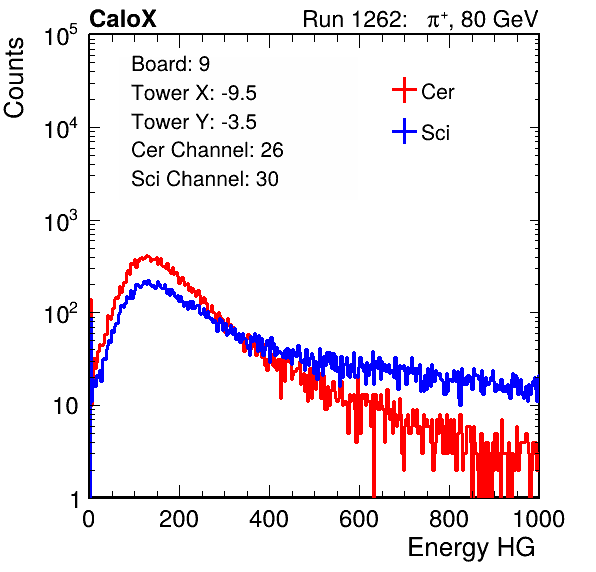 CaloX Run 1262: π⁺, 80 GeV
Counts
10⁵
10⁴
10³
10²
10
1
Board: 9
Tower X: -9.5
Tower Y: -3.5
Cer Channel: 26
Sci Channel: 30
Cer
Sci
0 200 400 600 800 1000
Energy HG